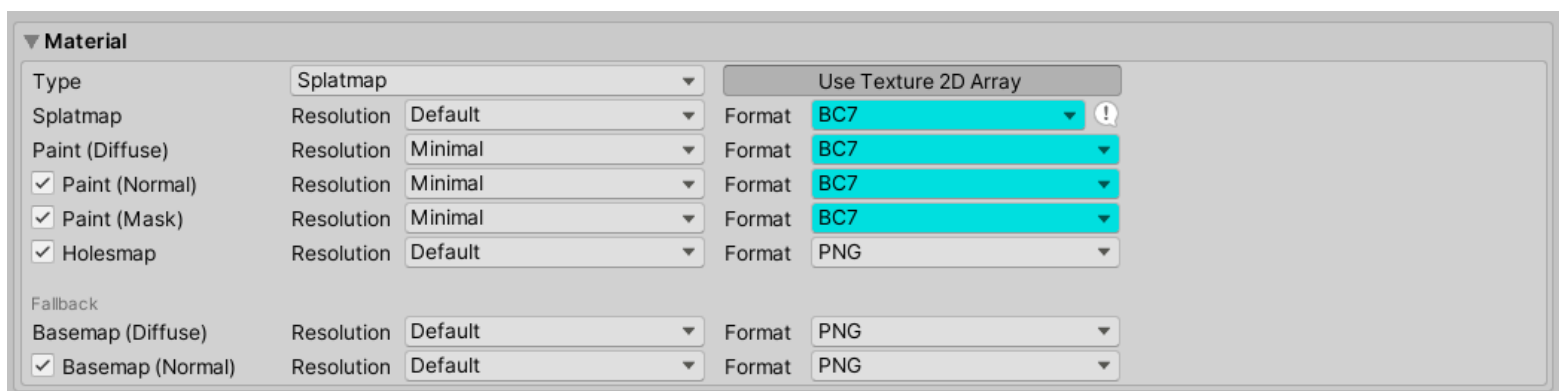 Material
Type Splatmap Use Texture 2D Array
Splatmap Resolution Default Format BC7 !
Paint (Diffuse) Resolution Minimal Format BC7
Paint (Normal) Resolution Minimal Format BC7
Paint (Mask) Resolution Minimal Format BC7
Holesmap Resolution Default Format PNG
Fallback
Basemap (Diffuse) Resolution Default Format PNG
Basemap (Normal) Resolution Default Format PNG